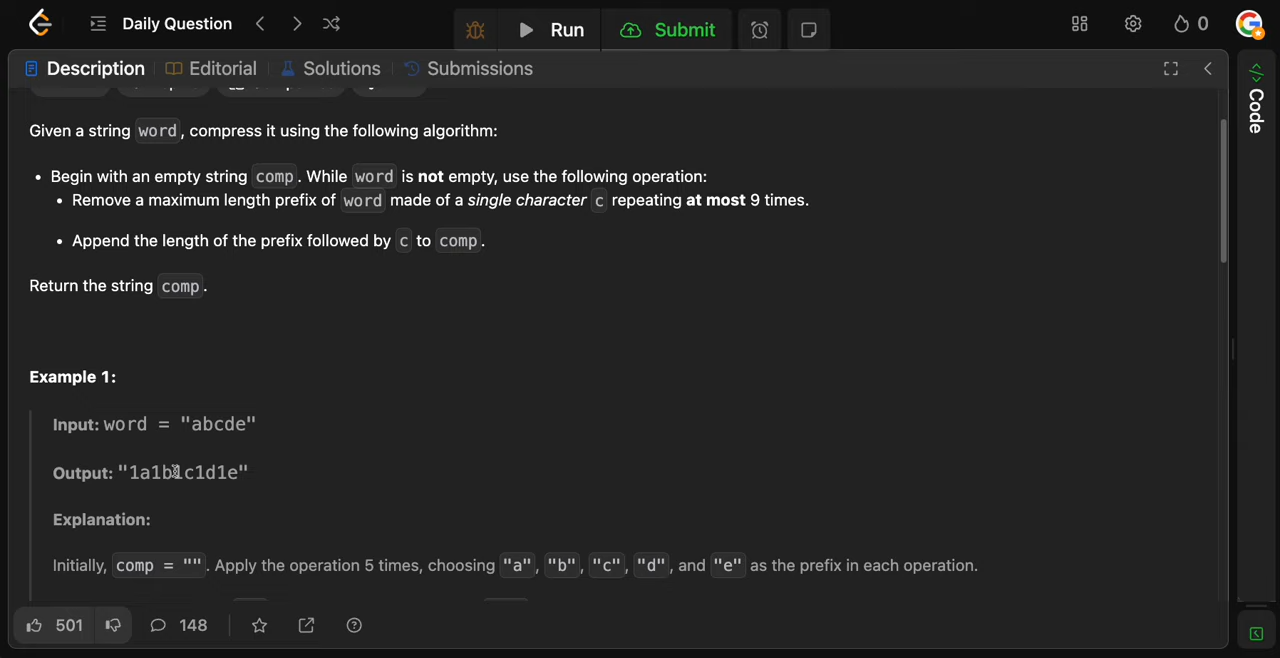 Daily Question
Run
Submit
0
Description
Editorial
Solutions
Submissions
Code
Given a string word, compress it using the following algorithm:
• Begin with an empty string comp. While word is not empty, use the following operation:
• Remove a maximum length prefix of word made of a single character c repeating at most 9 times.
• Append the length of the prefix followed by c to comp.
Return the string comp.
Example 1:
Input: word = "abcde"
Output: "1a1b1c1d1e"
Explanation:
Initially, comp = "". Apply the operation 5 times, choosing "a", "b", "c", "d", and "e" as the prefix in each operation.
501
148